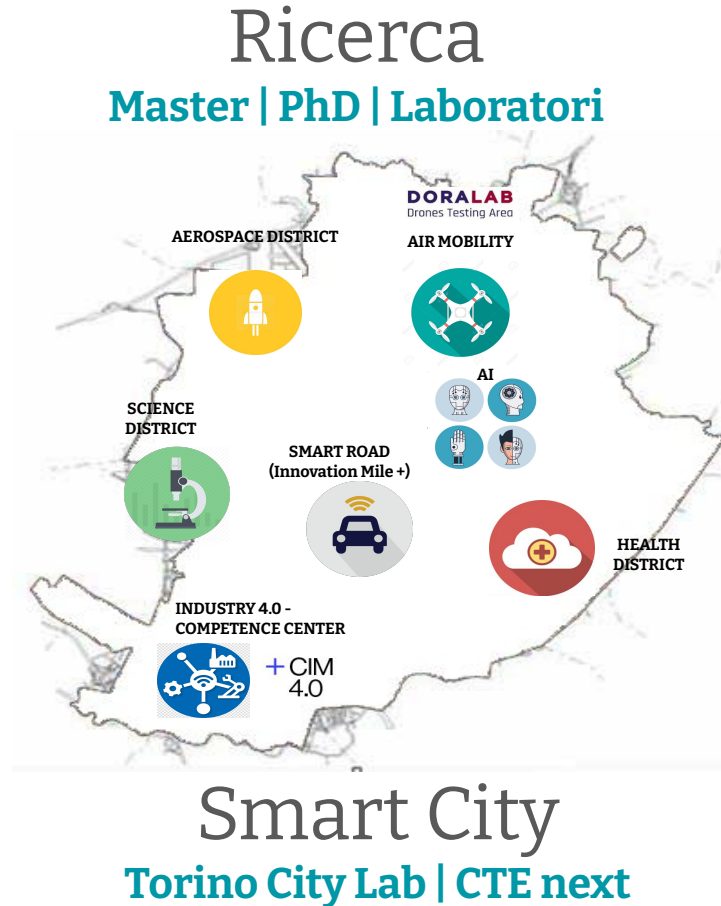 Ricerca
Master | PhD | Laboratori
DORALAB
Drones Testing Area
AEROSPACE DISTRICT
AIR MOBILITY
AI
SCIENCE
DISTRICT
SMART ROAD
(Innovation Mile +)
HEALTH
DISTRICT
INDUSTRY 4.0 -
COMPETENCE CENTER
+ CIM
4.0
Smart City
Torino City Lab | CTE next